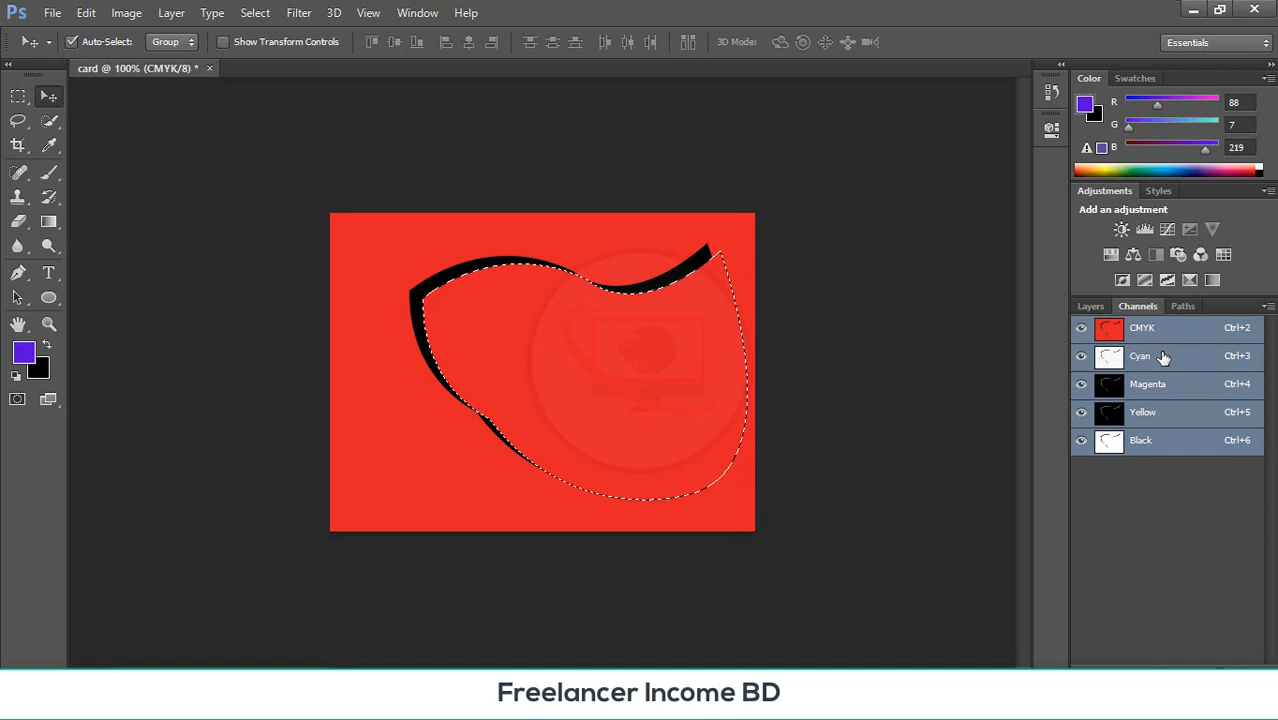 Ps File Edit Image Layer Type Select Filter 3D View Window Help
Auto-Select: Group Show Transform Controls 3D Mode: Essentials
card @ 100% (CMYK/8) * ×
Color Swatches
R 88
G 7
B 219
Adjustments Styles
Add an adjustment
Layers Channels Paths
CMYK Ctrl+2
Cyan Ctrl+3
Magenta Ctrl+4
Yellow Ctrl+5
Black Ctrl+6
Freelancer Income BD